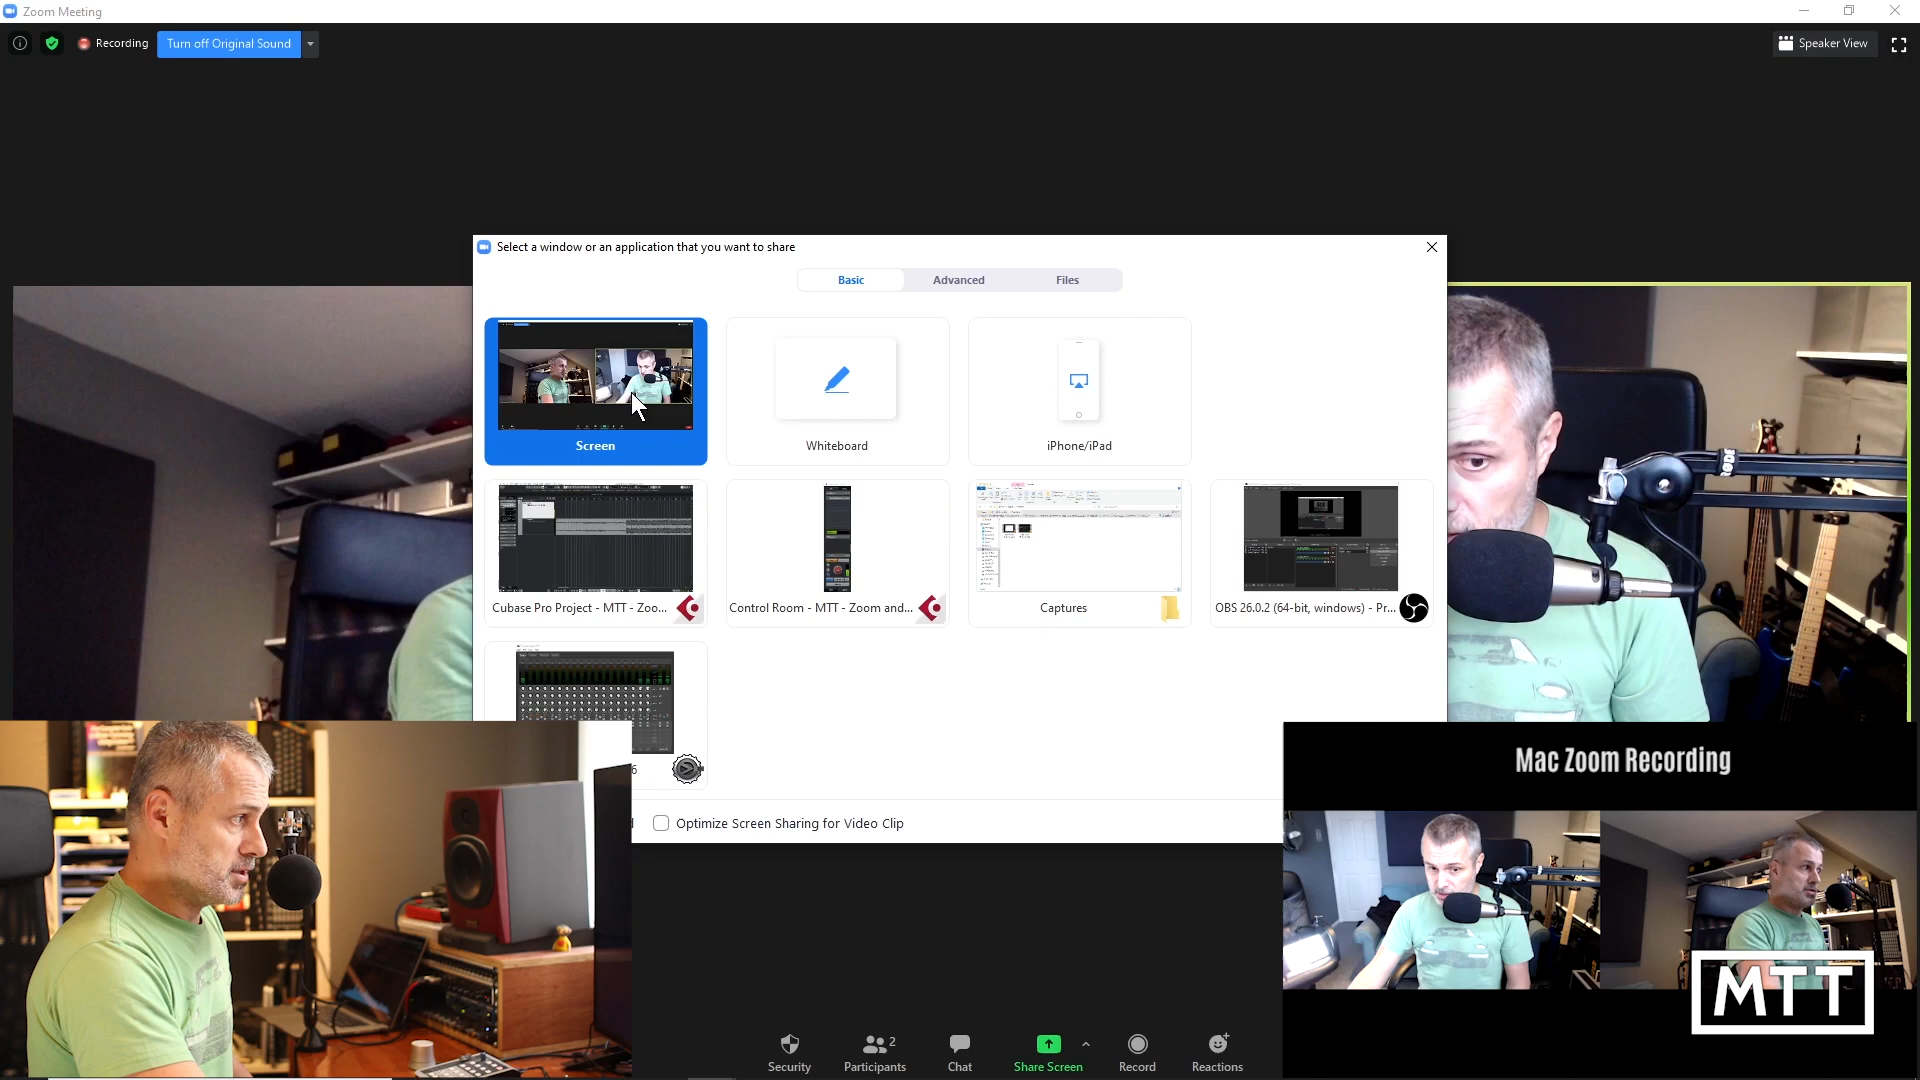 Zoom Meeting
Recording
Turn off Original Sound
Speaker View
Select a window or an application that you want to share
Basic
Advanced
Files
Screen
Whiteboard
iPhone/iPad
Cubase Pro Project - MTT - Zoo...
Control Room - MTT - Zoom and...
Captures
OBS 26.0.2 (64-bit, windows) - Pr...
RODE
6
Optimize Screen Sharing for Video Clip
Mac Zoom Recording
MTT
Security
Participants
2
Chat
Share Screen
Record
Reactions